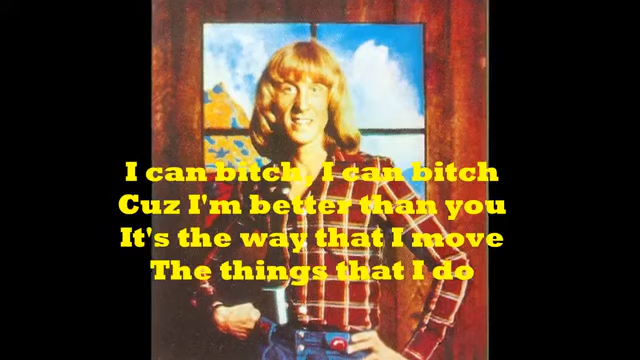 I can bitch, I can bitch
Cuz I'm better than you
It's the way that I move
The things that I do